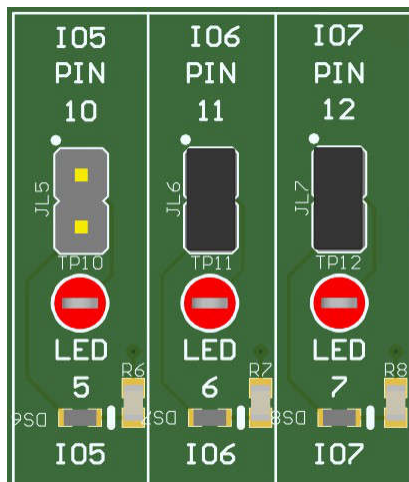 IO5 IO6 IO7
PIN PIN PIN
10 11 12
JL5 JL6 JL7
TP10 TP11 TP12
LED LED LED
R6 R7 R8
5 6 7
DS6 DS7 DS8
IO5 IO6 IO7